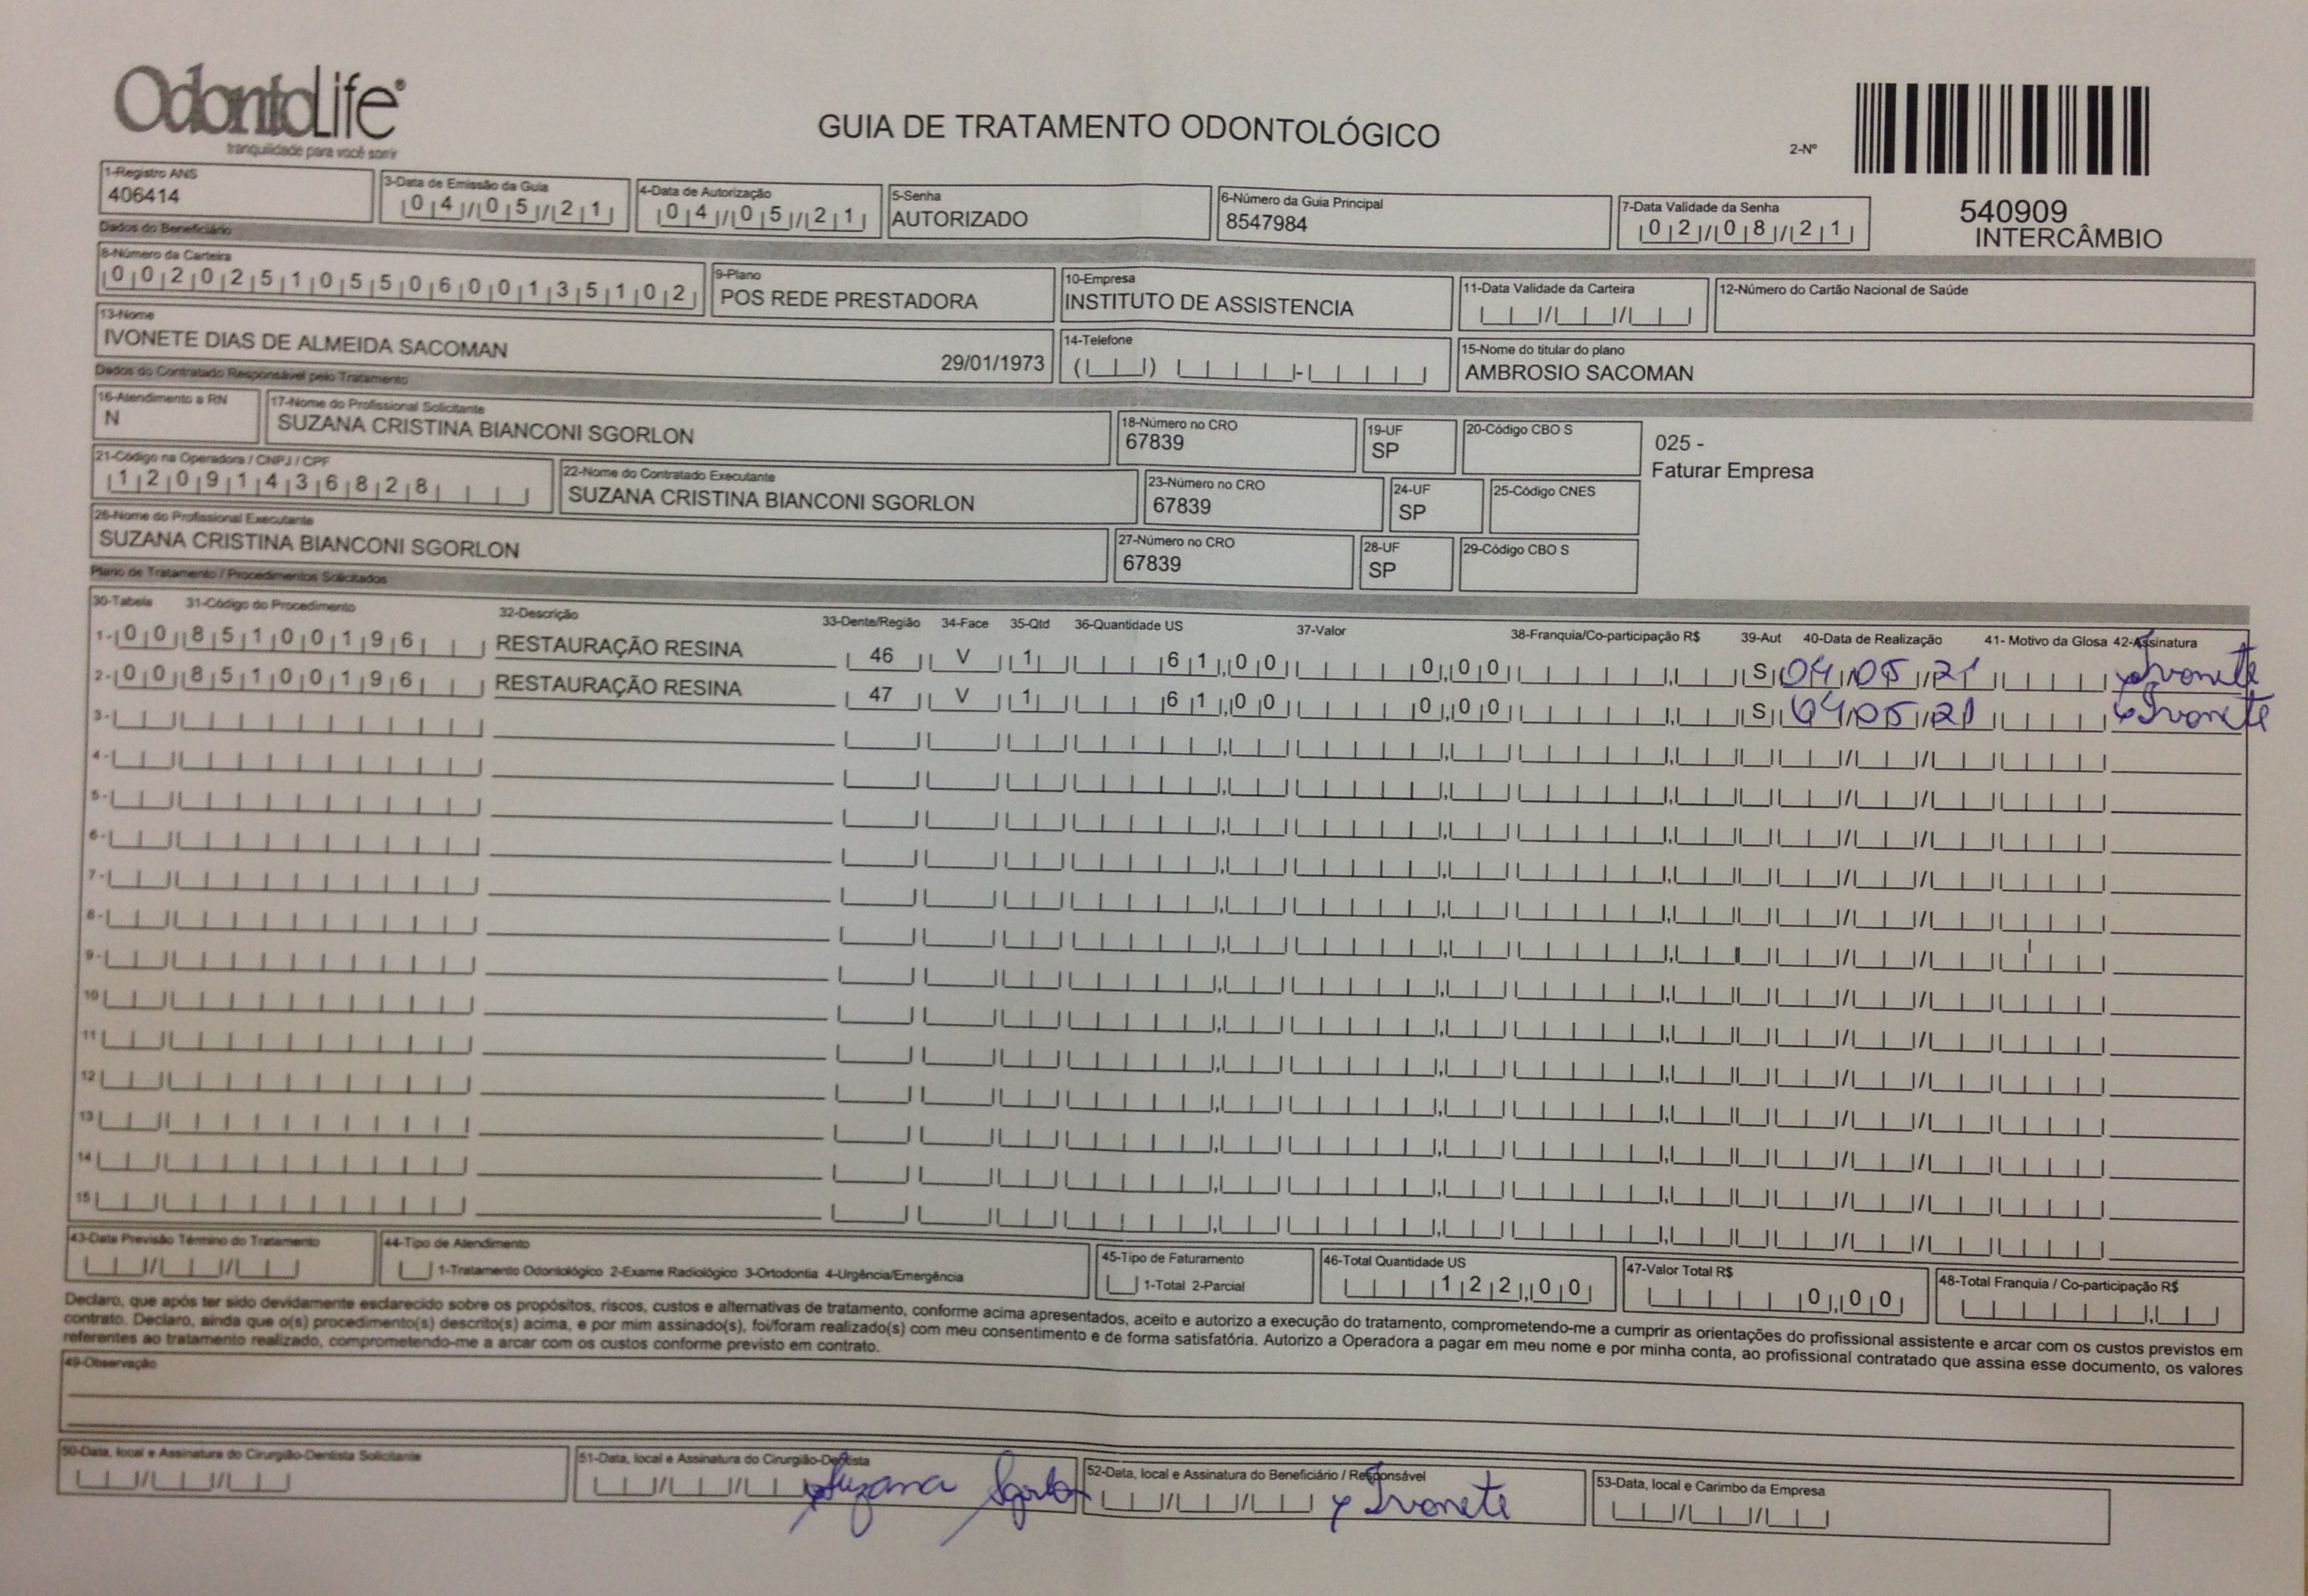 OdontoLife®
tranquilidade para você sorrir
GUIA DE TRATAMENTO ODONTOLÓGICO
2-Nº
540909
INTERCÂMBIO
1-Registro ANS
406414
3-Data de Emissão da Guia
04/05/21
4-Data de Autorização
04/05/21
5-Senha
AUTORIZADO
6-Número da Guia Principal
8547984
7-Data Validade da Senha
02/08/21
Dados do Beneficiário
8-Número da Carteira
00202510550600135102
9-Plano
POS REDE PRESTADORA
10-Empresa
INSTITUTO DE ASSISTENCIA
11-Data Validade da Carteira
12-Número do Cartão Nacional de Saúde
13-Nome
IVONETE DIAS DE ALMEIDA SACOMAN 29/01/1973
14-Telefone
15-Nome do titular do plano
AMBROSIO SACOMAN
Dados do Contratado Responsável pelo Tratamento
16-Atendimento a RN
N
17-Nome do Profissional Solicitante
SUZANA CRISTINA BIANCONI SGORLON
18-Número no CRO
67839
19-UF
SP
20-Código CBO S
025 -
Faturar Empresa
21-Código na Operadora / CNPJ / CPF
12091436828
22-Nome do Contratado Executante
SUZANA CRISTINA BIANCONI SGORLON
23-Número no CRO
67839
24-UF
SP
25-Código CNES
26-Nome do Profissional Executante
SUZANA CRISTINA BIANCONI SGORLON
27-Número no CRO
67839
28-UF
SP
29-Código CBO S
Plano de Tratamento / Procedimentos Solicitados
30-Tabela 31-Código do Procedimento 32-Descrição 33-Dente/Região 34-Face 35-Qtd 36-Quantidade US 37-Valor 38-Franquia/Co-participação R$ 39-Aut 40-Data de Realização 41- Motivo da Glosa 42-Assinatura
1- 00 85100196 RESTAURAÇÃO RESINA 46 V 1 61,00 0,00 S 04/05/21 Ivonete
2- 00 85100196 RESTAURAÇÃO RESINA 47 V 1 61,00 0,00 S 04/05/21 Ivonete
3-
4-
5-
6-
7-
8-
9-
10
11
12
13
14
15
43-Data Previsão Término do Tratamento
44-Tipo de Atendimento
1-Tratamento Odontológico 2-Exame Radiológico 3-Ortodontia 4-Urgência/Emergência
45-Tipo de Faturamento
1-Total 2-Parcial
46-Total Quantidade US
122,00
47-Valor Total R$
0,00
48-Total Franquia / Co-participação R$
Declaro, que após ter sido devidamente esclarecido sobre os propósitos, riscos, custos e alternativas de tratamento, conforme acima apresentados, aceito e autorizo a execução do tratamento, comprometendo-me a cumprir as orientações do profissional assistente e arcar com os custos previstos em
contrato. Declaro, ainda que o(s) procedimento(s) descrito(s) acima, e por mim assinado(s), foi/foram realizado(s) com meu consentimento e de forma satisfatória. Autorizo a Operadora a pagar em meu nome e por minha conta, ao profissional contratado que assina esse documento, os valores
referentes ao tratamento realizado, comprometendo-me a arcar com os custos conforme previsto em contrato.
49-Observação
50-Data, local e Assinatura do Cirurgião-Dentista Solicitante
51-Data, local e Assinatura do Cirurgião-Dentista
Suzana Sgorlon
52-Data, local e Assinatura do Beneficiário / Responsável
Ivonete
53-Data, local e Carimbo da Empresa